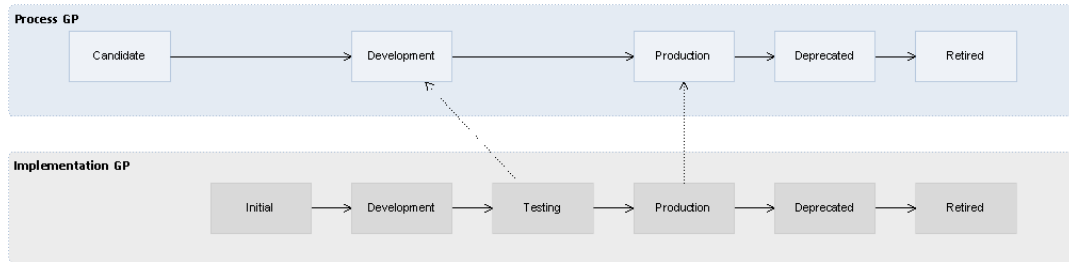 Process GP
Candidate
Development
Production
Deprecated
Retired
Implementation GP
Initial
Development
Testing
Production
Deprecated
Retired